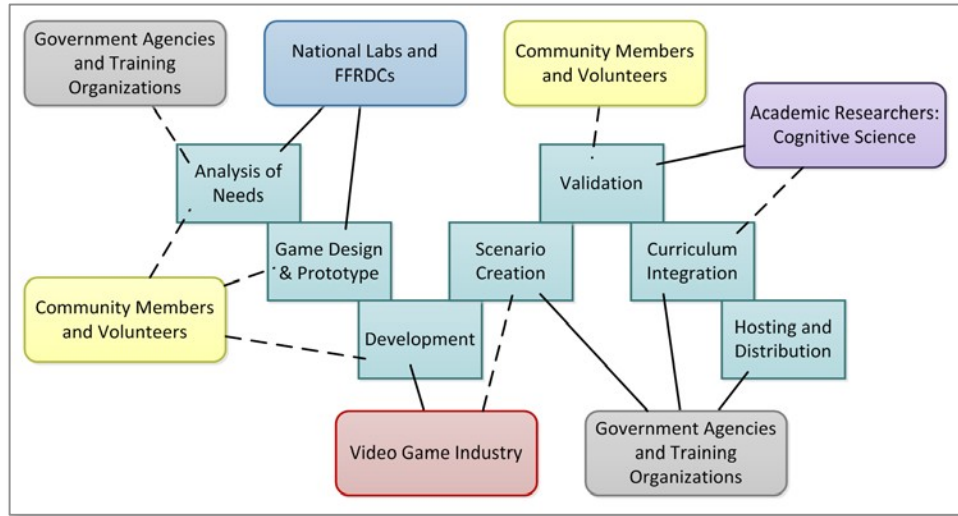 Government Agencies
and Training
Organizations
National Labs and
FFRDCs
Community Members
and Volunteers
Academic Researchers:
Cognitive Science
Analysis of
Needs
Validation
Game Design
& Prototype
Scenario
Creation
Curriculum
Integration
Community Members
and Volunteers
Development
Hosting and
Distribution
Video Game Industry
Government Agencies
and Training
Organizations